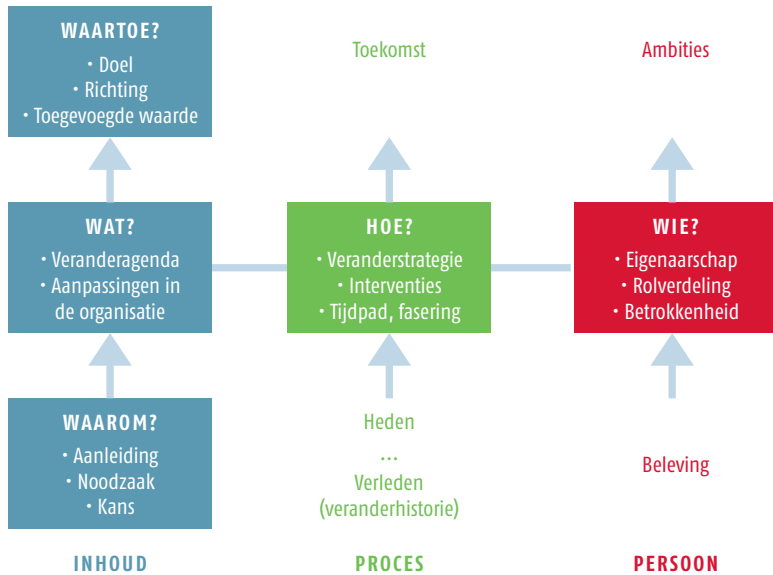 WAARTOE?
• Doel
• Richting
• Toegevoegde waarde
Toekomst
Ambities
WAT?
• Veranderagenda
• Aanpassingen in
de organisatie
HOE?
• Veranderstrategie
• Interventies
• Tijdpad, fasering
WIE?
• Eigenaarschap
• Rolverdeling
• Betrokkenheid
WAAROM?
• Aanleiding
• Noodzaak
• Kans
Heden
...
Verleden
(veranderhistorie)
Beleving
INHOUD
PROCES
PERSOON